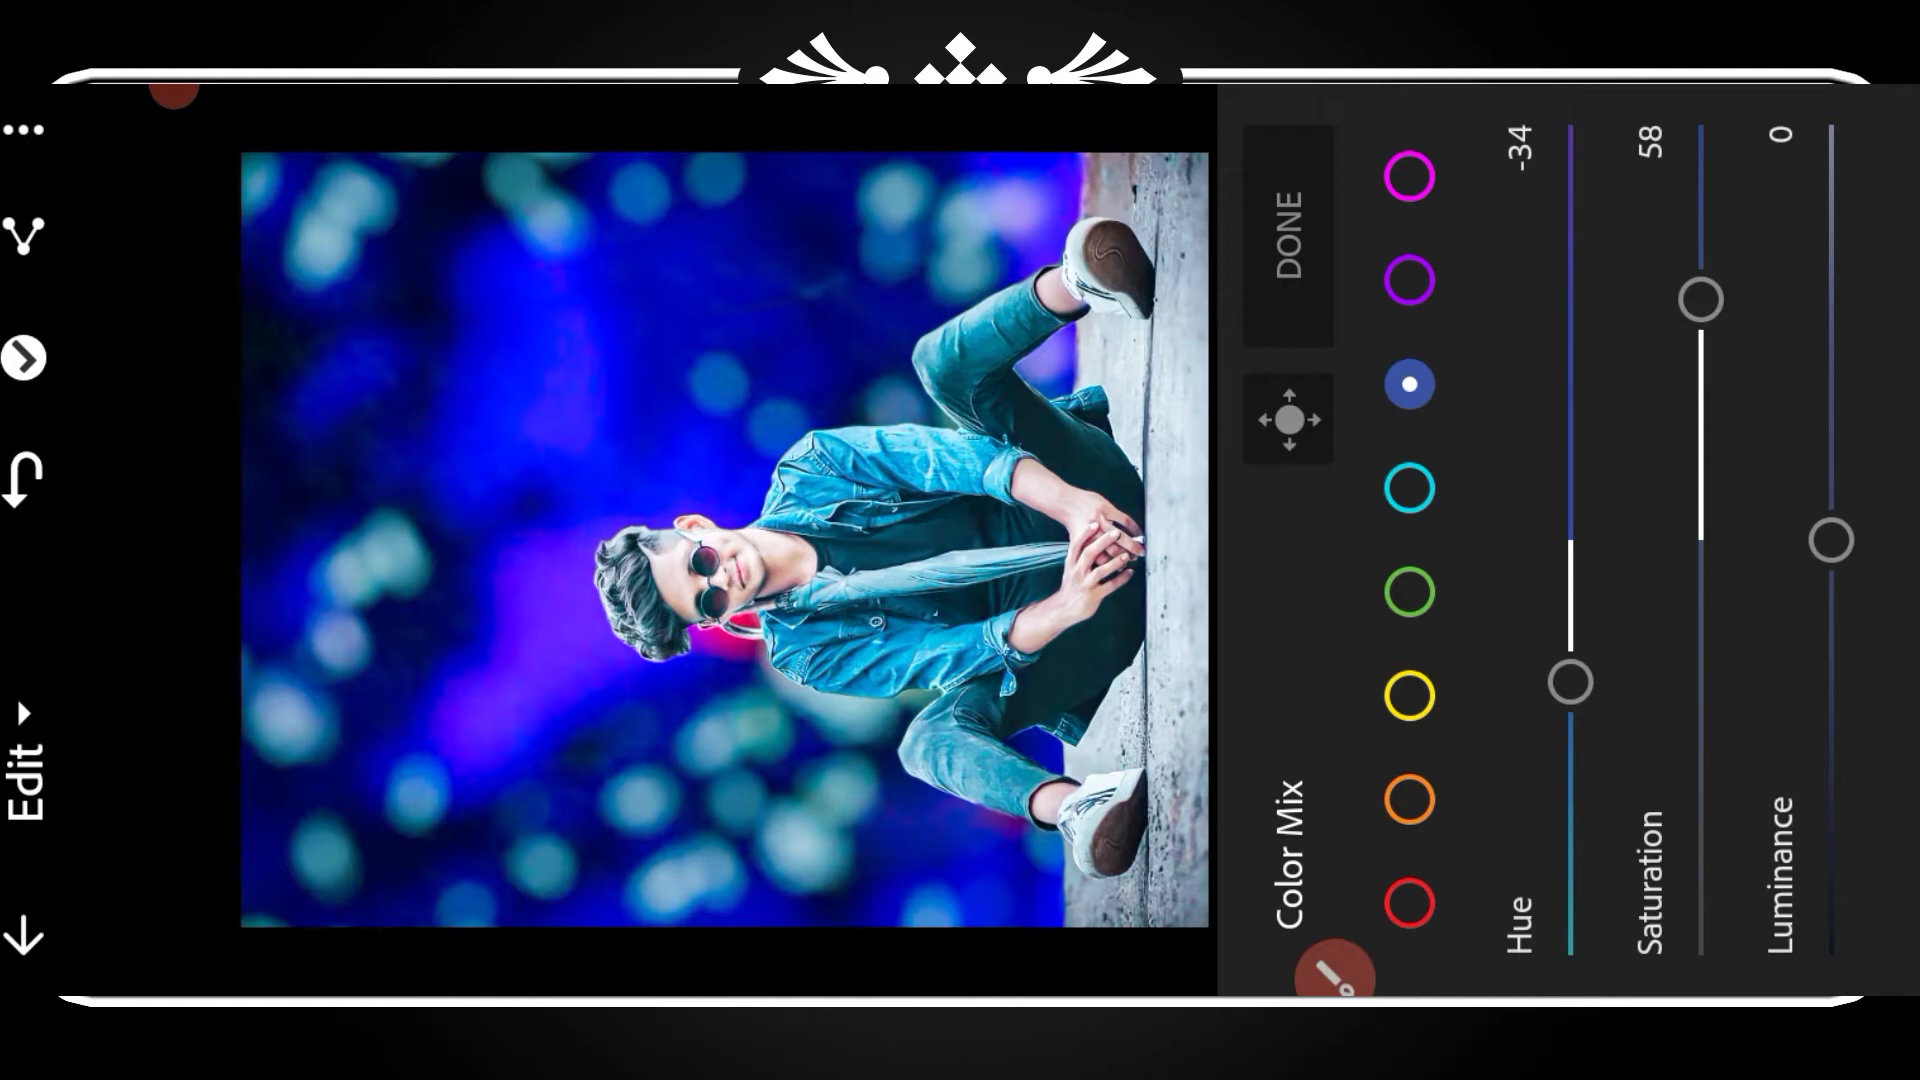 Edit
Color Mix
DONE
Hue
-34
Saturation
58
Luminance
0